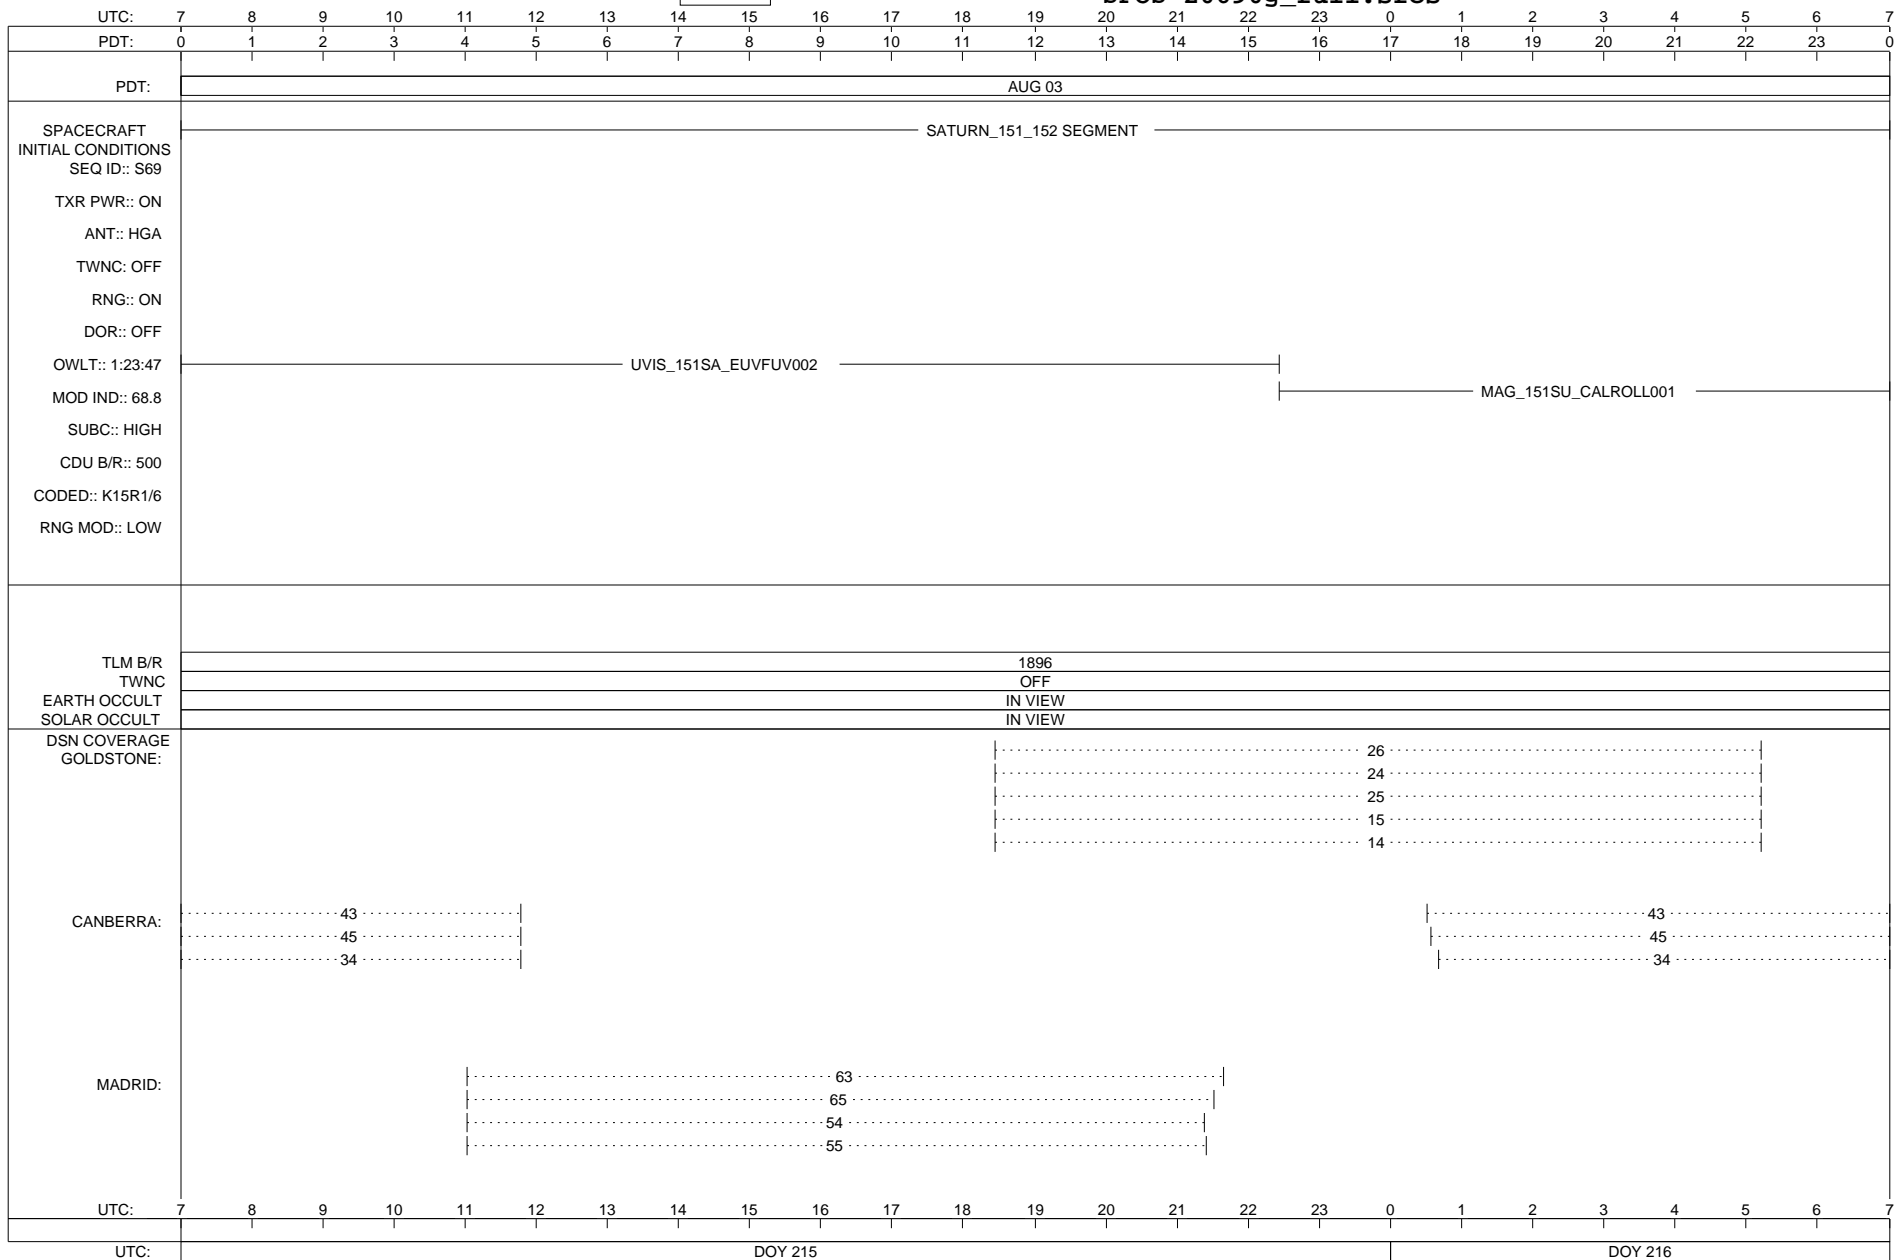 UTC: 7 8 9 10 11 12 13 14 15 16 17 18 19 20 21 22 23 0 1 2 3 4 5 6 7
PDT: 0 1 2 3 4 5 6 7 8 9 10 11 12 13 14 15 16 17 18 19 20 21 22 23 0
PDT: AUG 03
SPACECRAFT SATURN_151_152 SEGMENT
INITIAL CONDITIONS
SEQ ID:: S69
TXR PWR:: ON
ANT:: HGA
TWNC: OFF
RNG:: ON
DOR:: OFF
OWLT:: 1:23:47 UVIS_151SA_EUVFUV002
MOD IND:: 68.8 MAG_151SU_CALROLL001
SUBC:: HIGH
CDU B/R:: 500
CODED:: K15R1/6
RNG MOD:: LOW
TLM B/R 1896
TWNC OFF
EARTH OCCULT IN VIEW
SOLAR OCCULT IN VIEW
DSN COVERAGE
GOLDSTONE: 26
24
25
15
14
CANBERRA: 43 43
45 45
34 34
MADRID: 63
65
54
55
UTC: 7 8 9 10 11 12 13 14 15 16 17 18 19 20 21 22 23 0 1 2 3 4 5 6 7
UTC: DOY 215 DOY 216